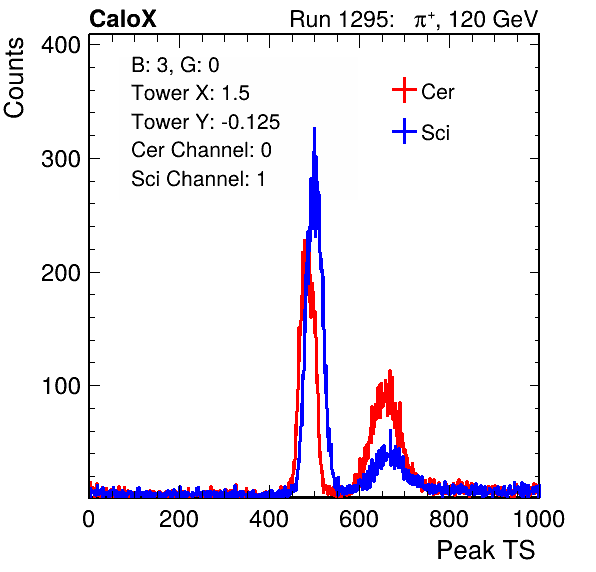 CaloX Run 1295: π⁺, 120 GeV
400
Counts
B: 3, G: 0
Tower X: 1.5
Tower Y: -0.125
Cer Channel: 0
Sci Channel: 1
Cer
Sci
300
200
100
0 200 400 600 800 1000
Peak TS